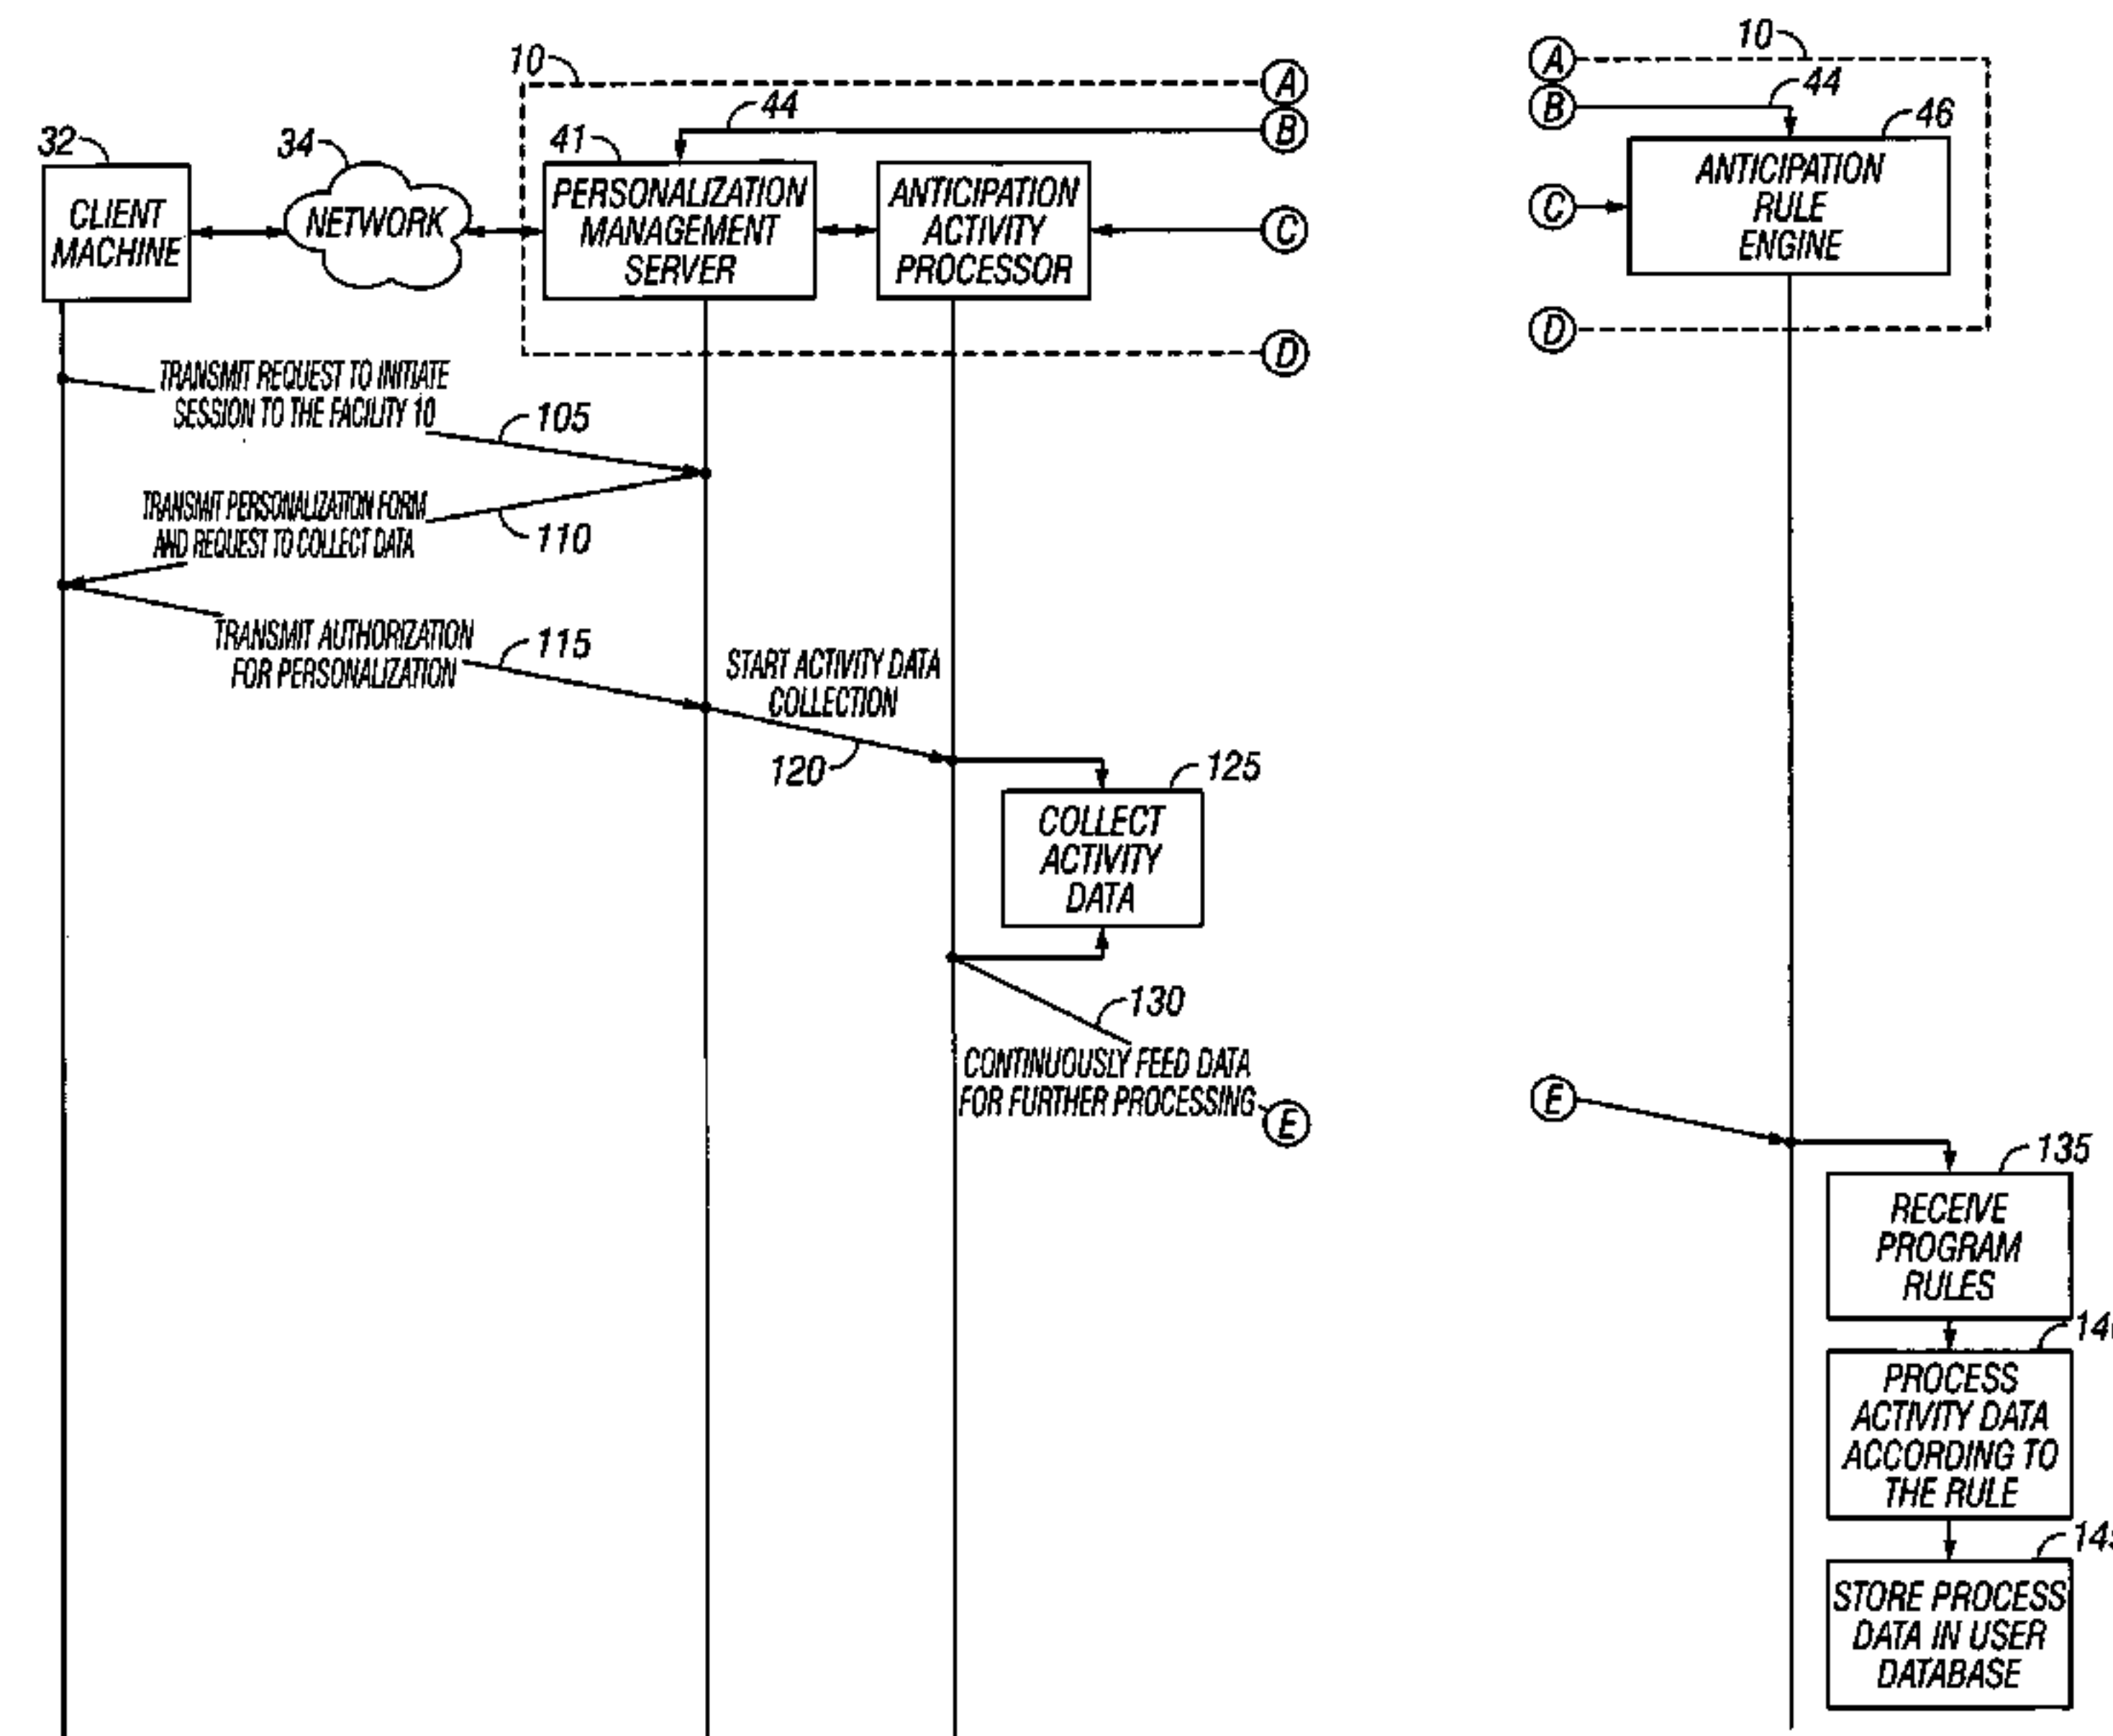 10
A
44
B
32
34
41
CLIENT
MACHINE
NETWORK
PERSONALIZATION
MANAGEMENT
SERVER
ANTICIPATION
ACTIVITY
PROCESSOR
C
D
TRANSMIT REQUEST TO INITIATE
SESSION TO THE FACILITY 10
105
TRANSMIT PERSONALIZATION FORM
AND REQUEST TO COLLECT DATA
110
TRANSMIT AUTHORIZATION
FOR PERSONALIZATION
115
START ACTIVITY DATA
COLLECTION
120
125
COLLECT
ACTIVITY
DATA
130
CONTINUOUSLY FEED DATA
FOR FURTHER PROCESSING
E
10
A
44
B
46
ANTICIPATION
RULE
ENGINE
C
D
E
135
RECEIVE
PROGRAM
RULES
PROCESS
ACTIVITY DATA
ACCORDING TO
THE RULE
STORE PROCESS
DATA IN USER
DATABASE